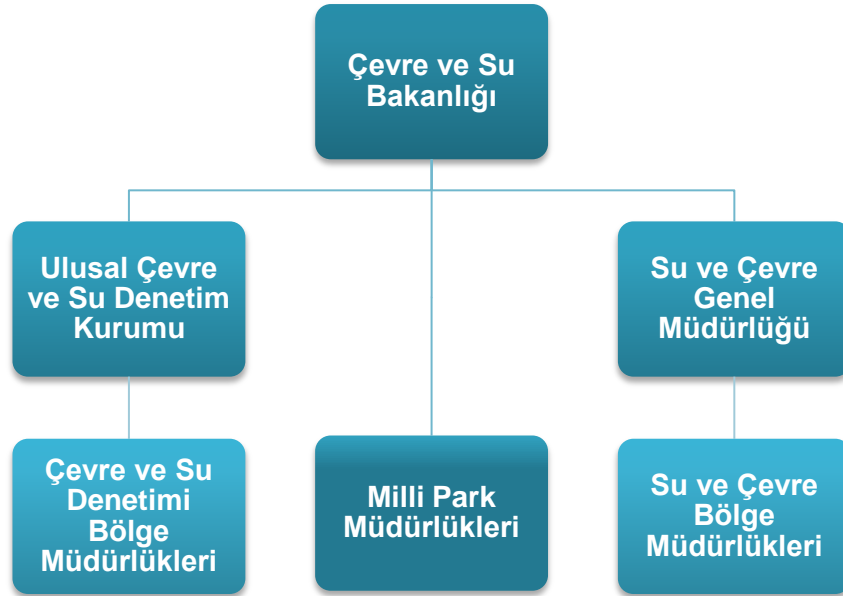 Çevre ve Su
Bakanlığı
Ulusal Çevre
ve Su Denetim
Kurumu
Su ve Çevre
Genel
Müdürlüğü
Çevre ve Su
Denetimi
Bölge
Müdürlükleri
Milli Park
Müdürlükleri
Su ve Çevre
Bölge
Müdürlükleri